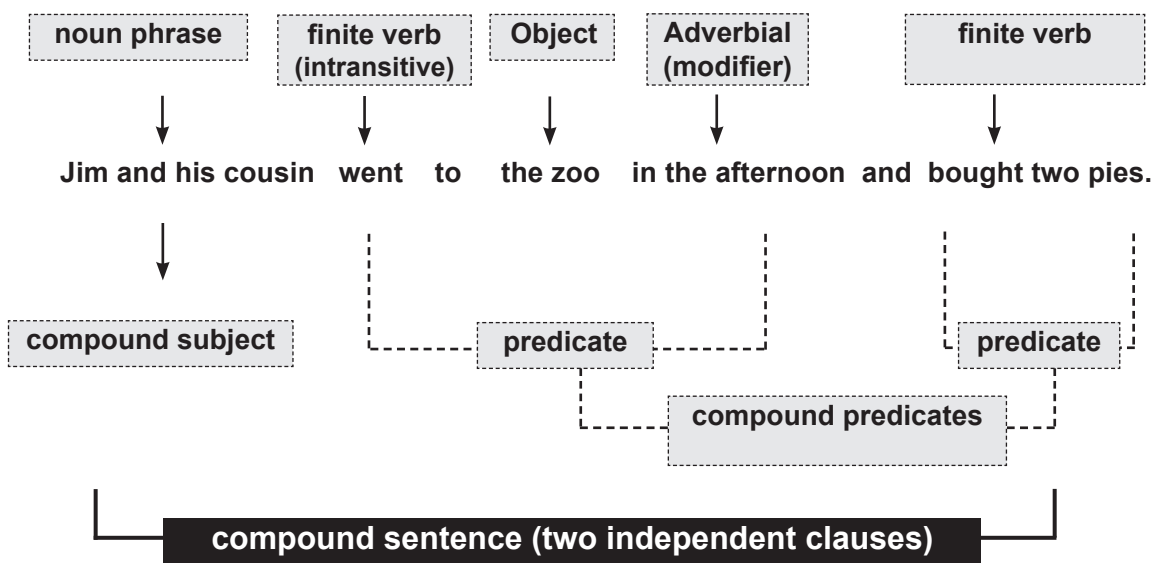 noun phrase
finite verb
(intransitive)
Object
Adverbial
(modifier)
finite verb
Jim and his cousin went to the zoo in the afternoon and bought two pies.
compound subject
predicate
predicate
compound predicates
compound sentence (two independent clauses)